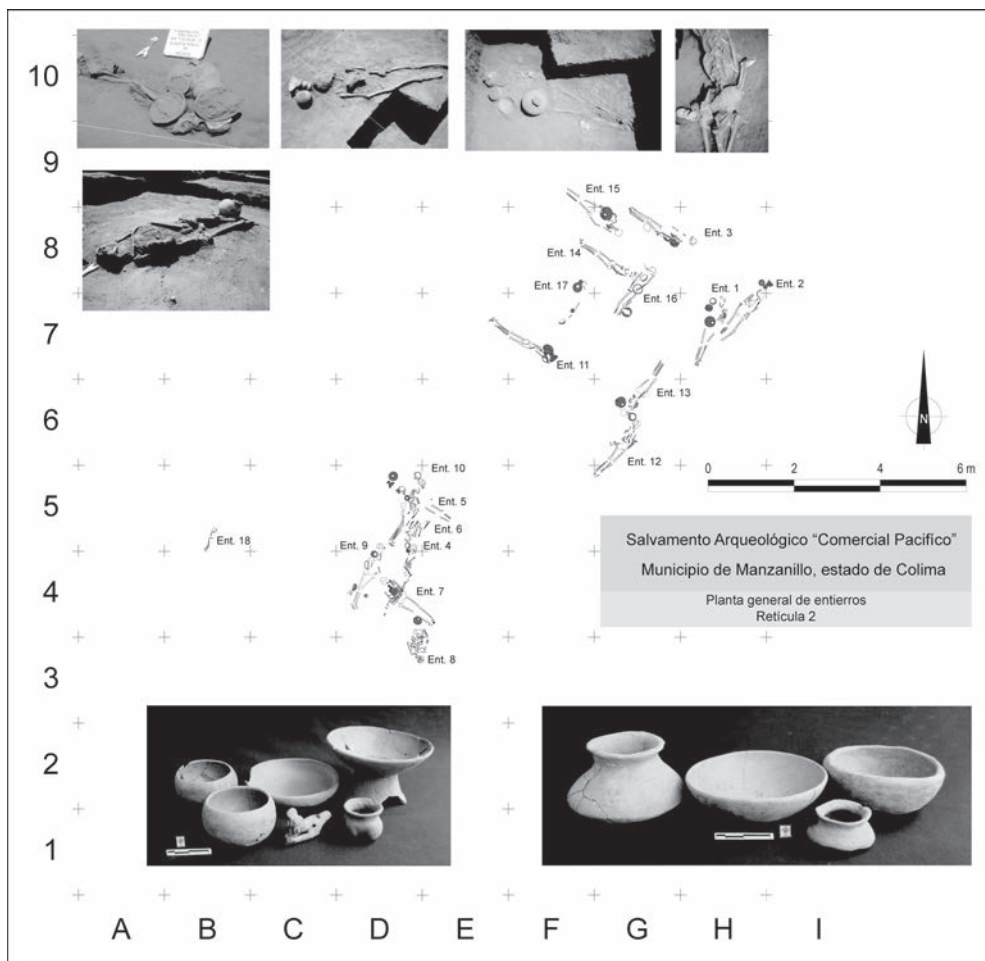 10
9
8
7
6
5
4
3
2
1
Ent. 15
Ent. 3
Ent. 14
Ent. 17
Ent. 16
Ent. 1
Ent. 2
Ent. 11
Ent. 13
Ent. 12
Ent. 10
Ent. 5
Ent. 6
Ent. 18
Ent. 9
Ent. 4
Ent. 7
Ent. 8
N
0 2 4 6 m
Salvamento Arqueológico “Comercial Pacifíco”
Municipio de Manzanillo, estado de Colima
Planta general de entierros
Retícula 2
A B C D E F G H I